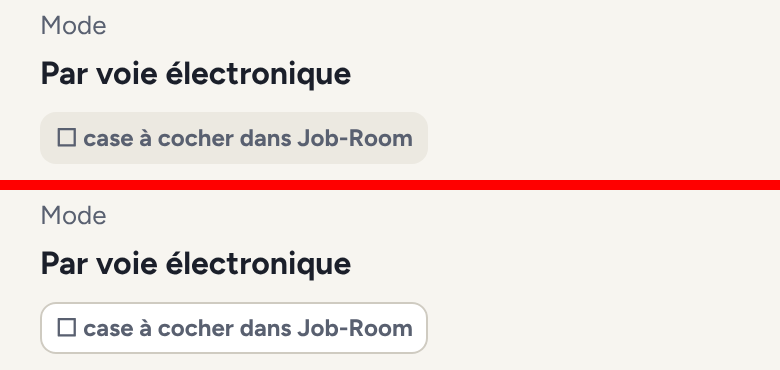 Mode
Par voie électronique
☐ case à cocher dans Job-Room
Mode
Par voie électronique
☐ case à cocher dans Job-Room